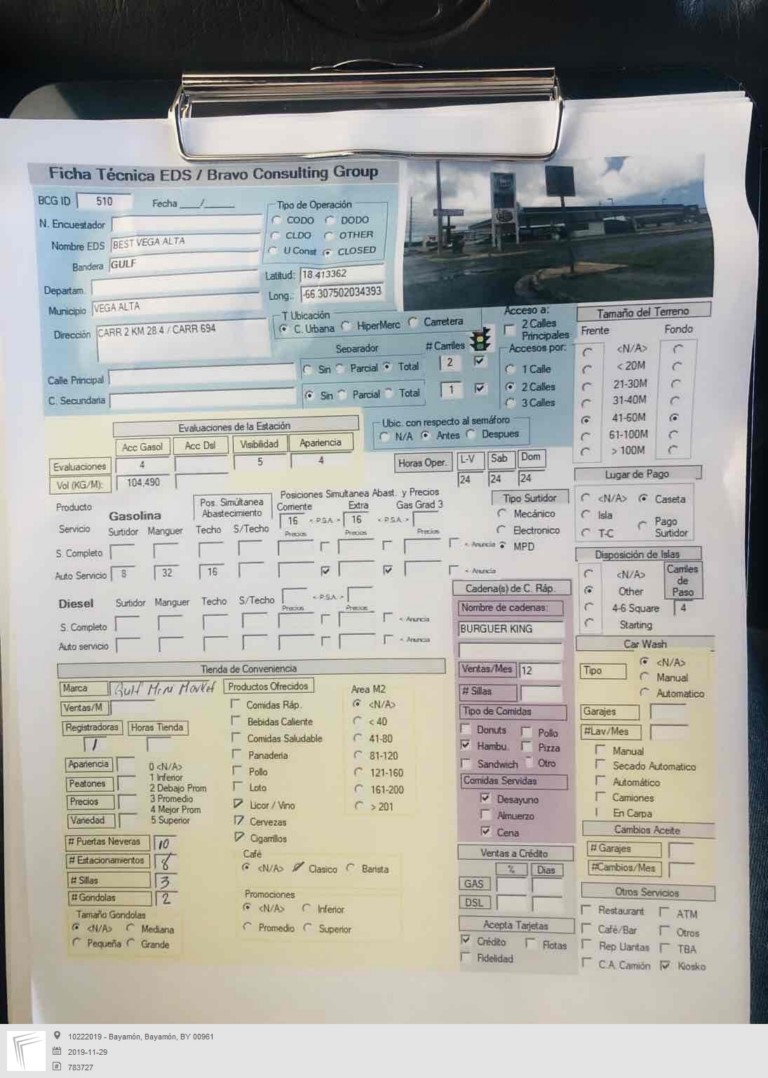 Ficha Técnica EDS / Bravo Consulting Group
BCG ID 510 Fecha ___/_____
N. Encuestador
Nombre EDS BEST VEGA ALTA
Bandera GULF
Departam.
Municipio VEGA ALTA
Dirección CARR 2 KM 28.4 / CARR 694
Calle Principal
C. Secundaria
Tipo de Operación
CODO DODO
CLDO OTHER
U Const CLOSED
Latitud: 18.413362
Long.: -66.307502034393
T Ubicación
C. Urbana HiperMerc Carretera
Separador # Carriles
Sin Parcial Total 2
Sin Parcial Total 1
Acceso a:
2 Calles Principales
Accesos por:
1 Calle
2 Calles
3 Calles
Ubic. con respecto al semáforo
N/A Antes Despues
Tamaño del Terreno
Frente Fondo
<N/A>
< 20M
21-30M
31-40M
41-60M
61-100M
> 100M
Evaluaciones de la Estación
Acc Gasol Acc Dsl Visibilidad Apariencia
Evaluaciones 4 5 4
Vol (KG/M): 104,490
Horas Oper. L-V Sab Dom
24 24 24
Lugar de Pago
<N/A> Caseta
Isla Pago Surtidor
T-C
Producto Gasolina
Servicio Surtidor Manguer Techo S/Techo
Pos. Simúltanea Abastecimiento
Posiciones Simultanea Abast. y Precios
Corriente Extra Gas Grad 3
16 < P.S.A. > 16 < P.S.A. >
Precios Precios Precios
S. Completo < Anuncia
Auto Servicio 8 32 16 < Anuncia
Tipo Surtidor
Mecánico
Electronico
MPD
Disposición de Islas
<N/A>
Other
4-6 Square
Starting
Carriles de Paso
4
Diesel Surtidor Manguer Techo S/Techo < P.S.A. >
Precios Precios
S. Completo < Anuncia
Auto servicio < Anuncia
Cadena(s) de C. Ráp.
Nombre de cadenas:
BURGUER KING
Ventas/Mes 12
# Sillas
Tipo de Comidas
Donuts Pollo
Hambu. Pizza
Sandwich Otro
Comidas Servidas
Desayuno
Almuerzo
Cena
Car Wash
Tipo <N/A>
Manual
Automatico
Garajes
#Lav/Mes
Manual
Secado Automatico
Automático
Camiones
En Carpa
Cambios Aceite
# Garajes
#Cambios/Mes
Tienda de Conveniencia
Marca Gulf Mini Market
Ventas/M
Registradoras Horas Tienda
1
Apariencia
Peatones
Precios
Variedad
0 <N/A>
1 Inferior
2 Debajo Prom
3 Promedio
4 Mejor Prom
5 Superior
# Puertas Neveras 10
# Estacionamientos 8
# Sillas 3
# Gondolas 2
Tamaño Gondolas
<N/A> Mediana
Pequeña Grande
Productos Ofrecidos
Comidas Ráp.
Bebidas Caliente
Comidas Saludable
Panaderia
Pollo
Loto
Licor / Vino
Cervezas
Cigarrillos
Area M2
<N/A>
< 40
41-80
81-120
121-160
161-200
> 201
Café
<N/A> Clasico Barista
Promociones
<N/A> Inferior
Promedio Superior
Ventas a Crédito
% Dias
GAS
DSL
Acepta Tarjetas
Crédito Flotas
Fidelidad
Otros Servicios
Restaurant ATM
Café/Bar Otros
Rep Llantas TBA
C.A. Camión Kiosko
10222019 - Bayamón, Bayamón, BY 00961
2019-11-29
783727